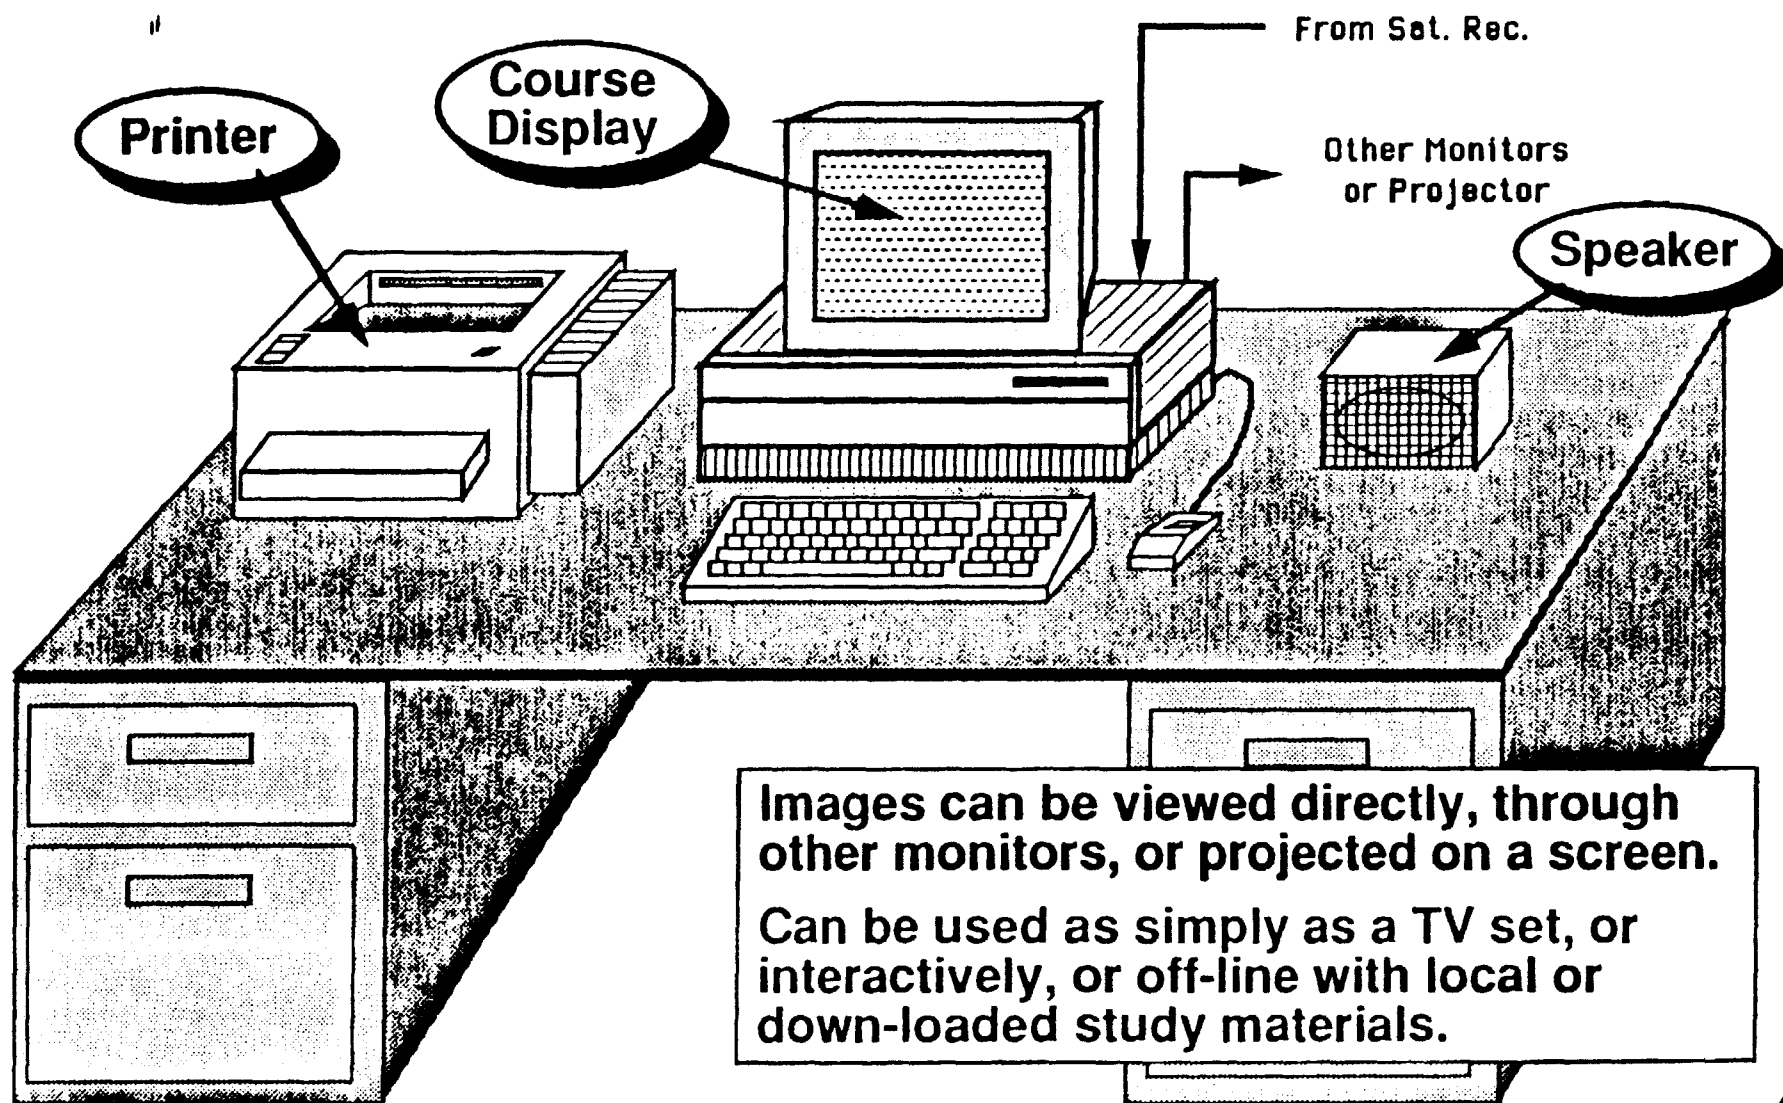 From Sat. Rec.
Course
Display
Printer
Other Monitors
or Projector
Speaker
Images can be viewed directly, through
other monitors, or projected on a screen.
Can be used as simply as a TV set, or
interactively, or off-line with local or
down-loaded study materials.